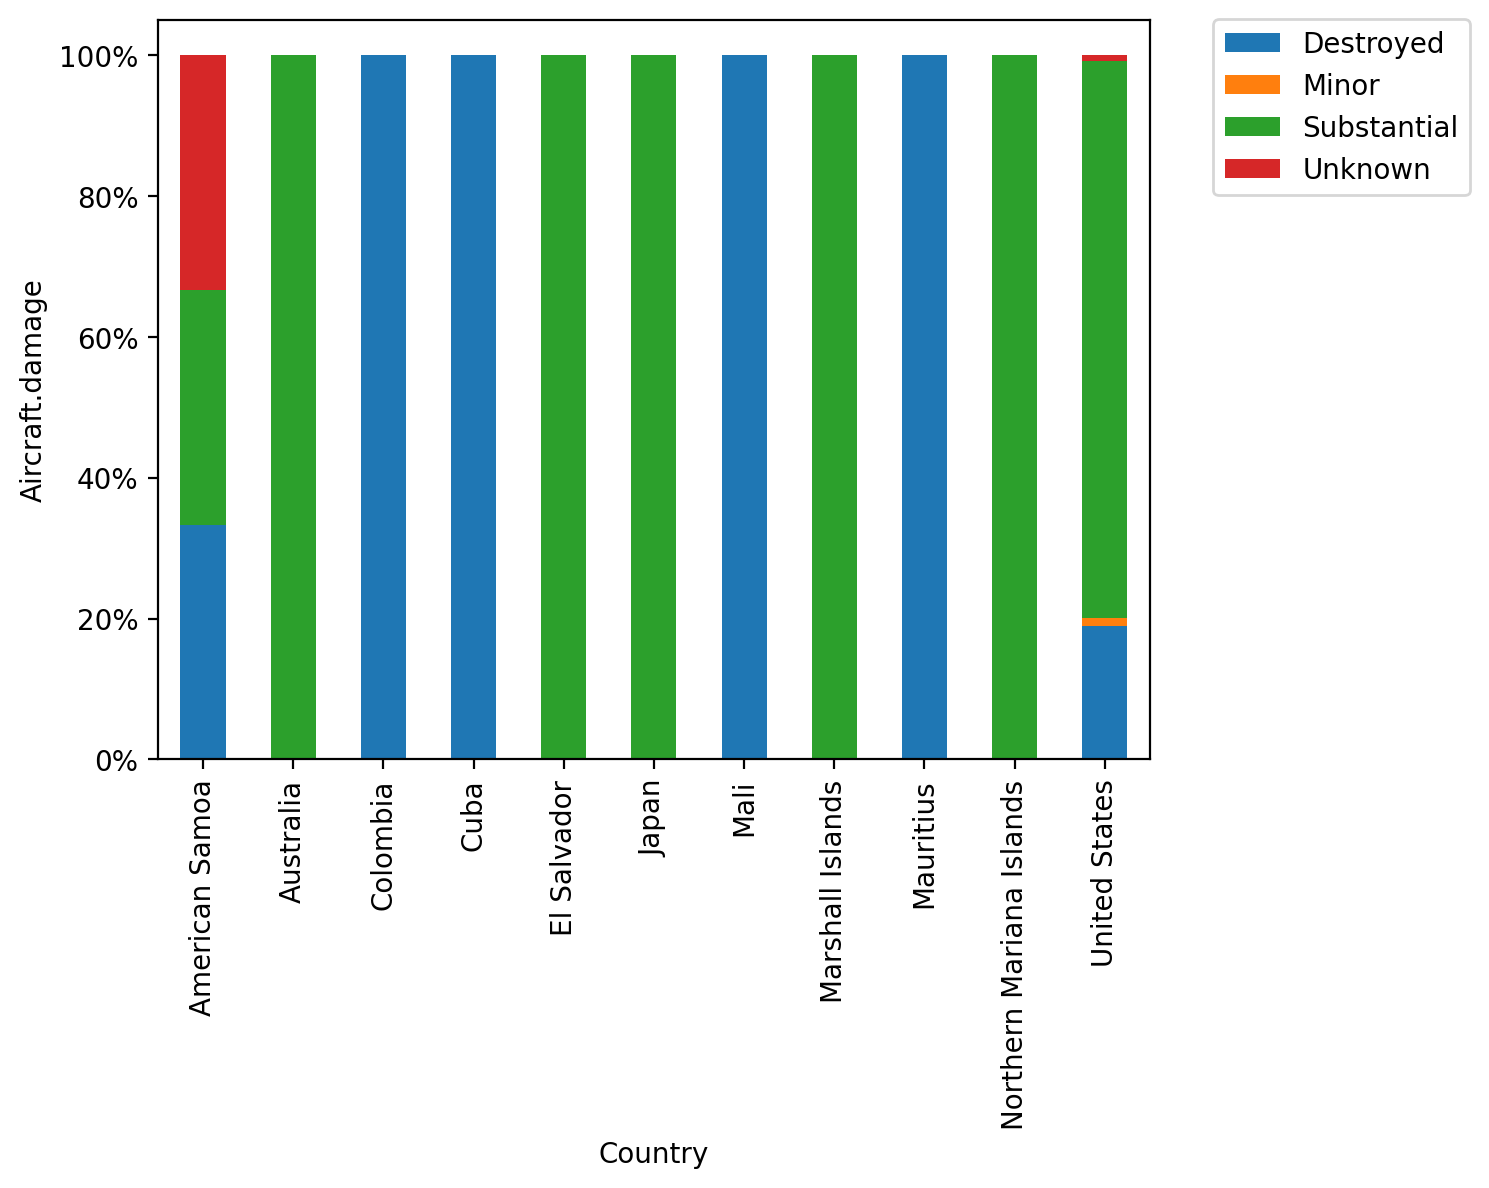 100%
80%
60%
40%
20%
0%
Aircraft.damage
American Samoa
Australia
Colombia
Cuba
El Salvador
Japan
Mali
Marshall Islands
Mauritius
Northern Mariana Islands
United States
Country
Destroyed
Minor
Substantial
Unknown